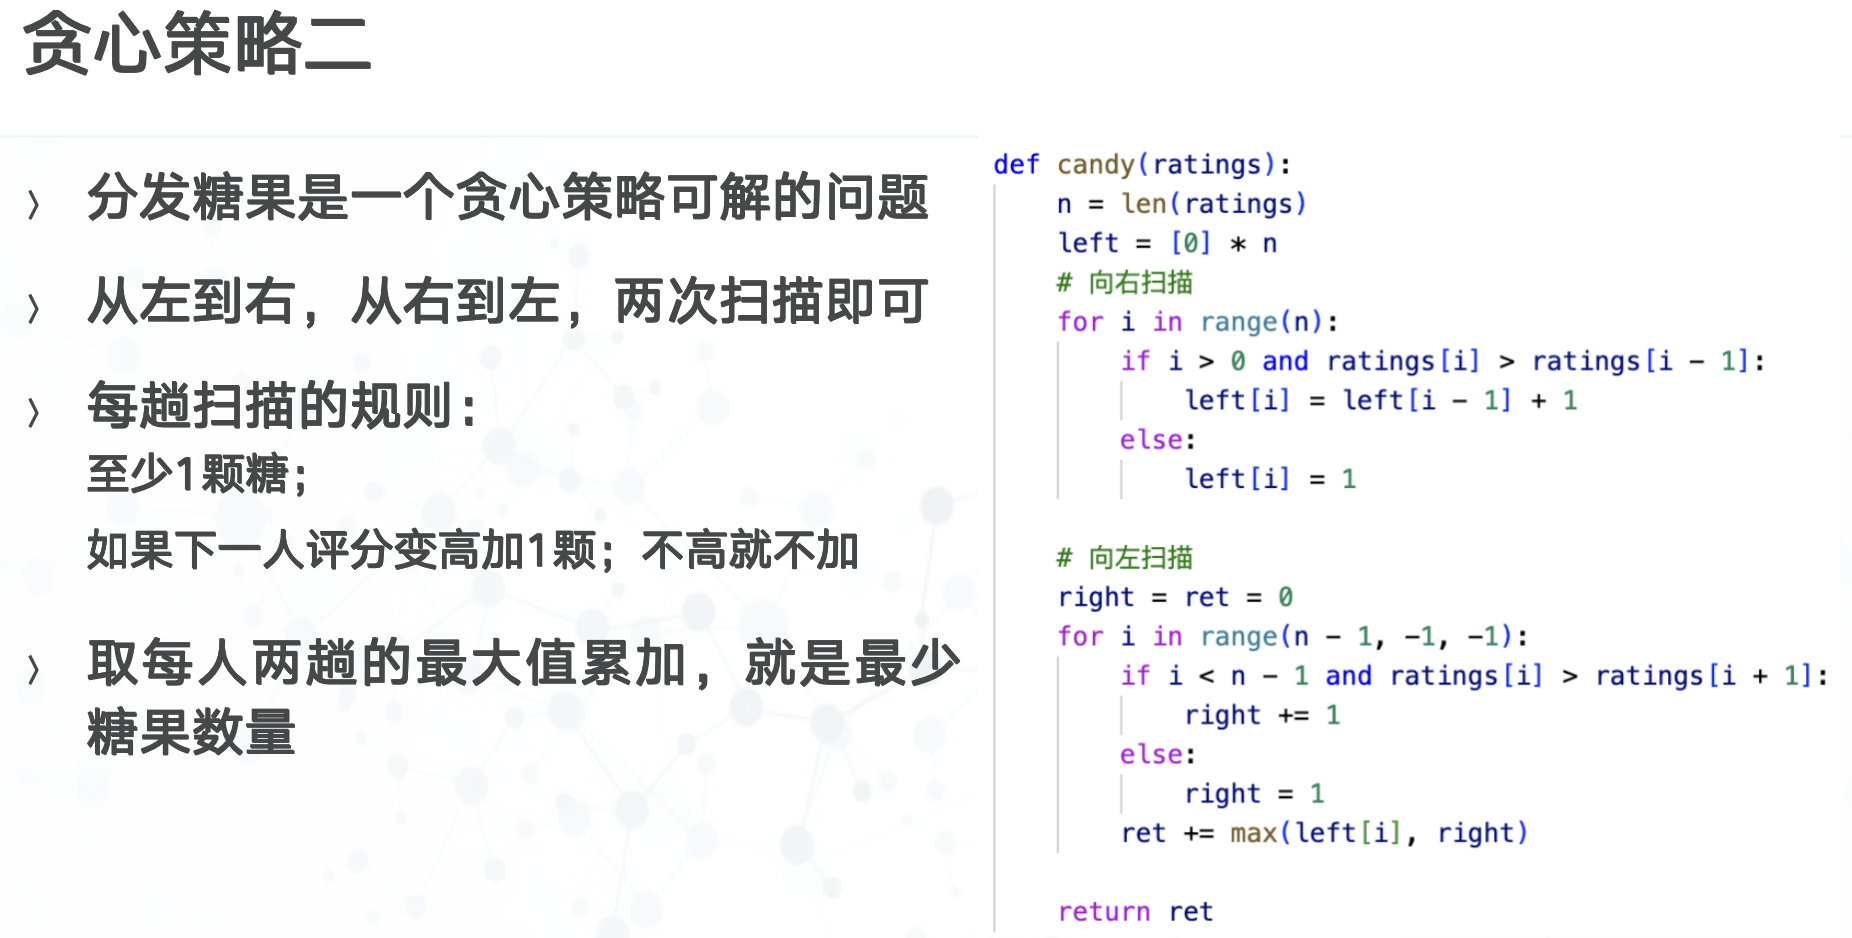 贪心策略二
› 分发糖果是一个贪心策略可解的问题
› 从左到右，从右到左，两次扫描即可
› 每趟扫描的规则：
至少1颗糖；
如果下一人评分变高加1颗；不高就不加
› 取每人两趟的最大值累加，就是最少
糖果数量
def candy(ratings):
    n = len(ratings)
    left = [0] * n
    # 向右扫描
    for i in range(n):
        if i > 0 and ratings[i] > ratings[i - 1]:
            left[i] = left[i - 1] + 1
        else:
            left[i] = 1
    # 向左扫描
    right = ret = 0
    for i in range(n - 1, -1, -1):
        if i < n - 1 and ratings[i] > ratings[i + 1]:
            right += 1
        else:
            right = 1
        ret += max(left[i], right)
    return ret